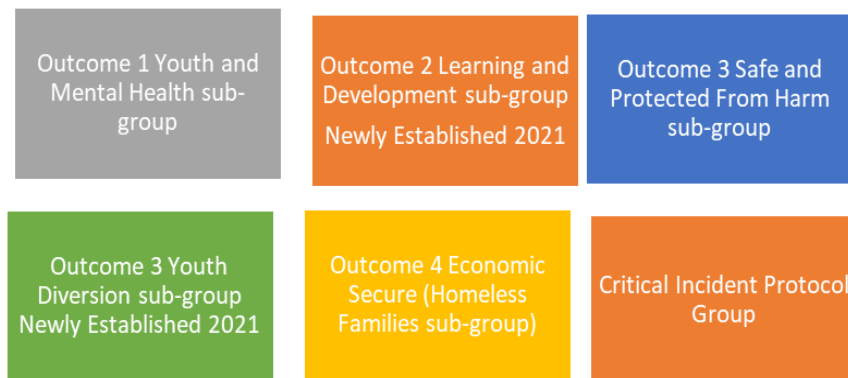 Outcome 1 Youth and
Mental Health sub-
group
Outcome 2 Learning and
Development sub-group
Newly Established 2021
Outcome 3 Safe and
Protected From Harm
sub-group
Outcome 3 Youth
Diversion sub-group
Newly Established 2021
Outcome 4 Economic
Secure (Homeless
Families sub-group)
Critical Incident Protocol
Group